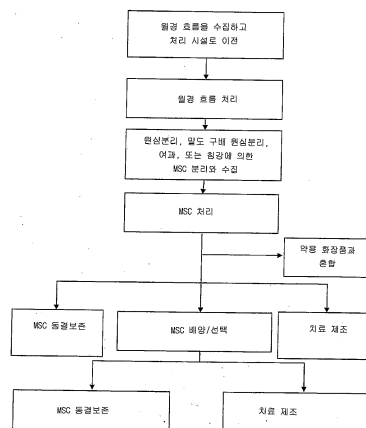 월경 흐름을 수집하고
처리 시설로 이전
월경 흐름 처리
원심분리, 밀도 구배 원심분리,
여과, 또는 침강에 의한
MSC 분리와 수집
MSC 처리
약용 화장품과
혼합
MSC 동결보존
MSC 배양/선택
치료 제조
MSC 동결보존
치료 제조